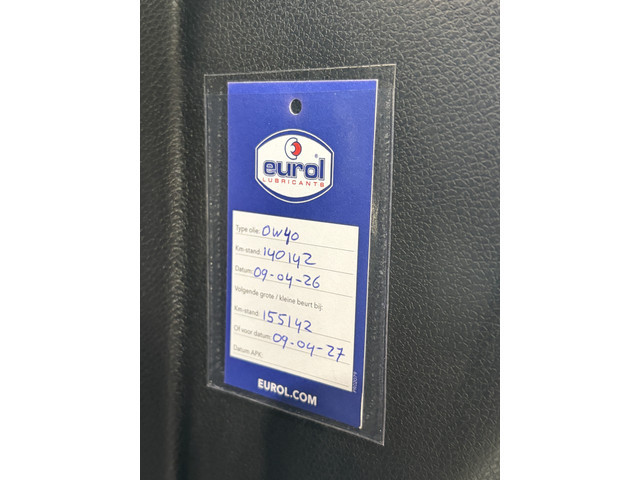 eurol®
LUBRICANTS
Type olie: 0W40
Km-stand: 140142
Datum: 09-04-26
Volgende grote / kleine beurt bij:
Km-stand: 155142
Of voor datum: 09-04-27
Datum APK:
EUROL.COM